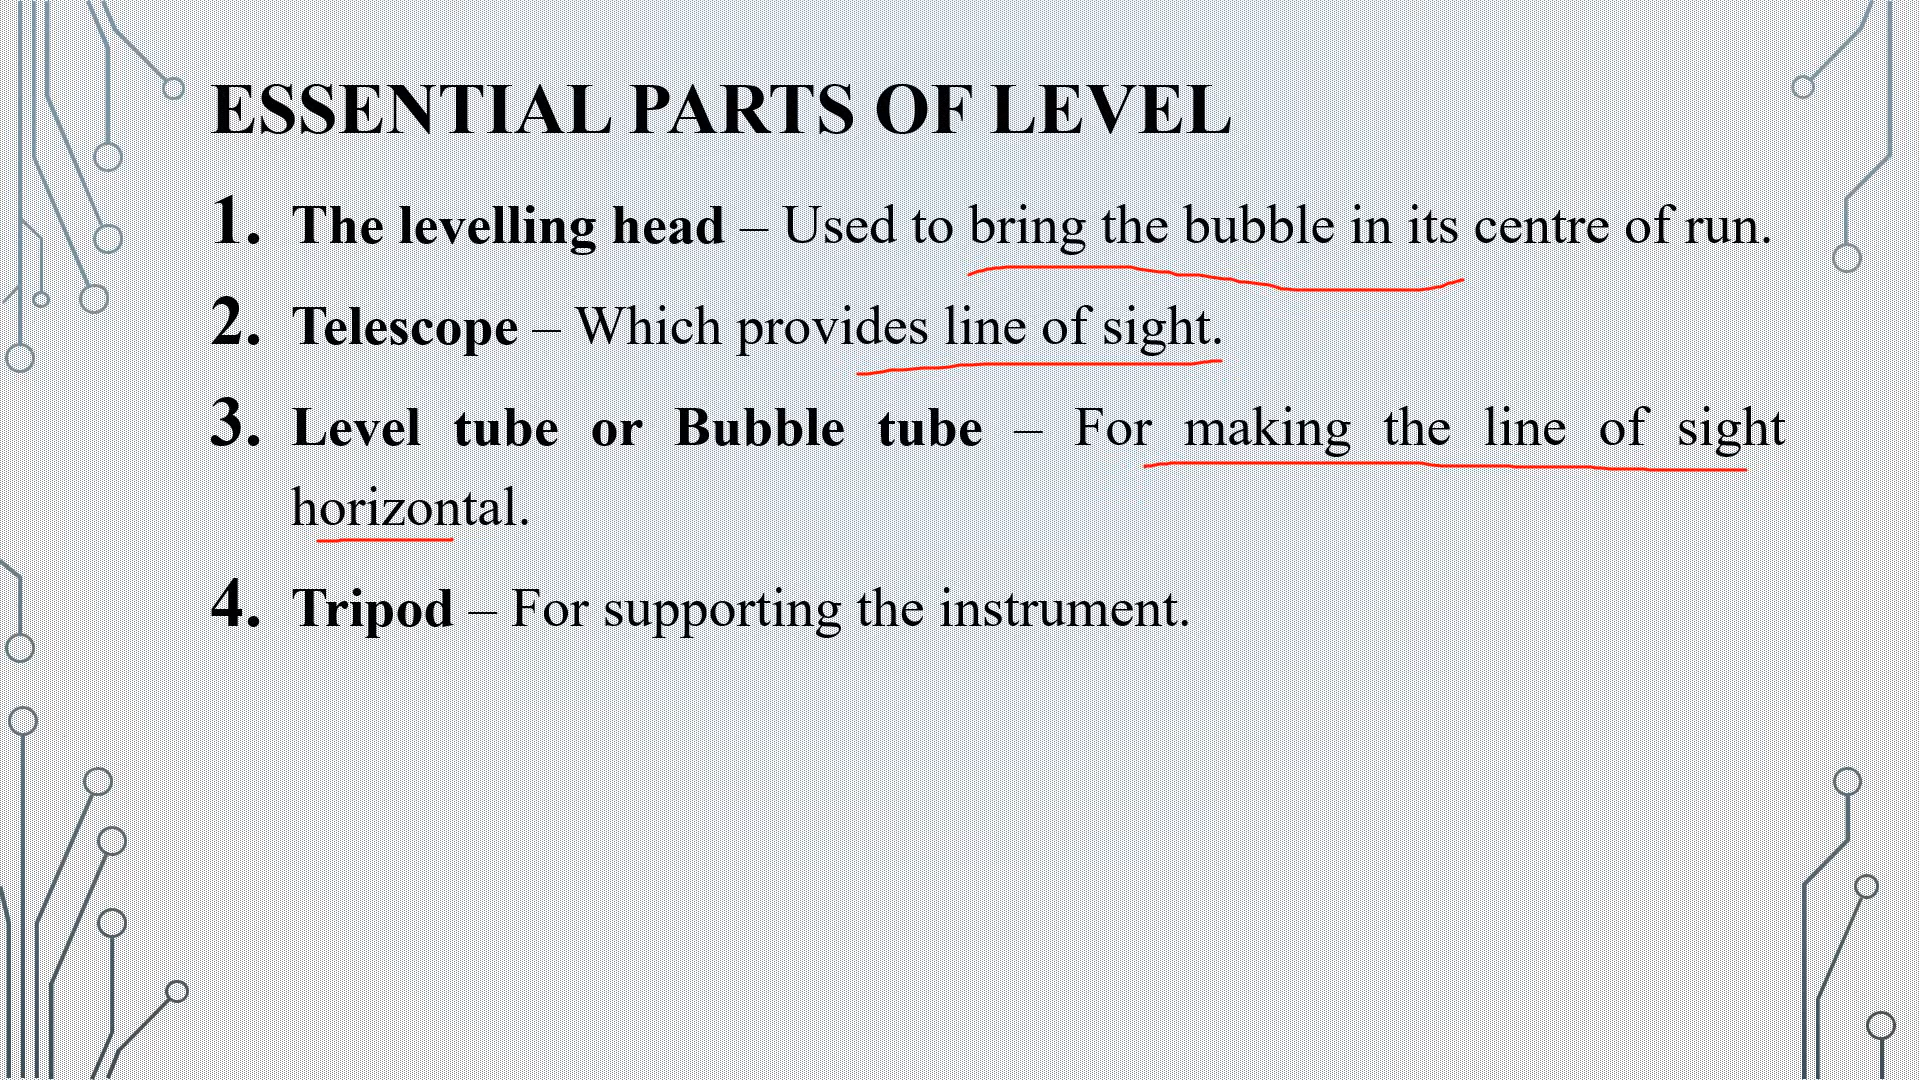 ESSENTIAL PARTS OF LEVEL
1. The levelling head – Used to bring the bubble in its centre of run.
2. Telescope – Which provides line of sight.
3. Level tube or Bubble tube – For making the line of sight
horizontal.
4. Tripod – For supporting the instrument.